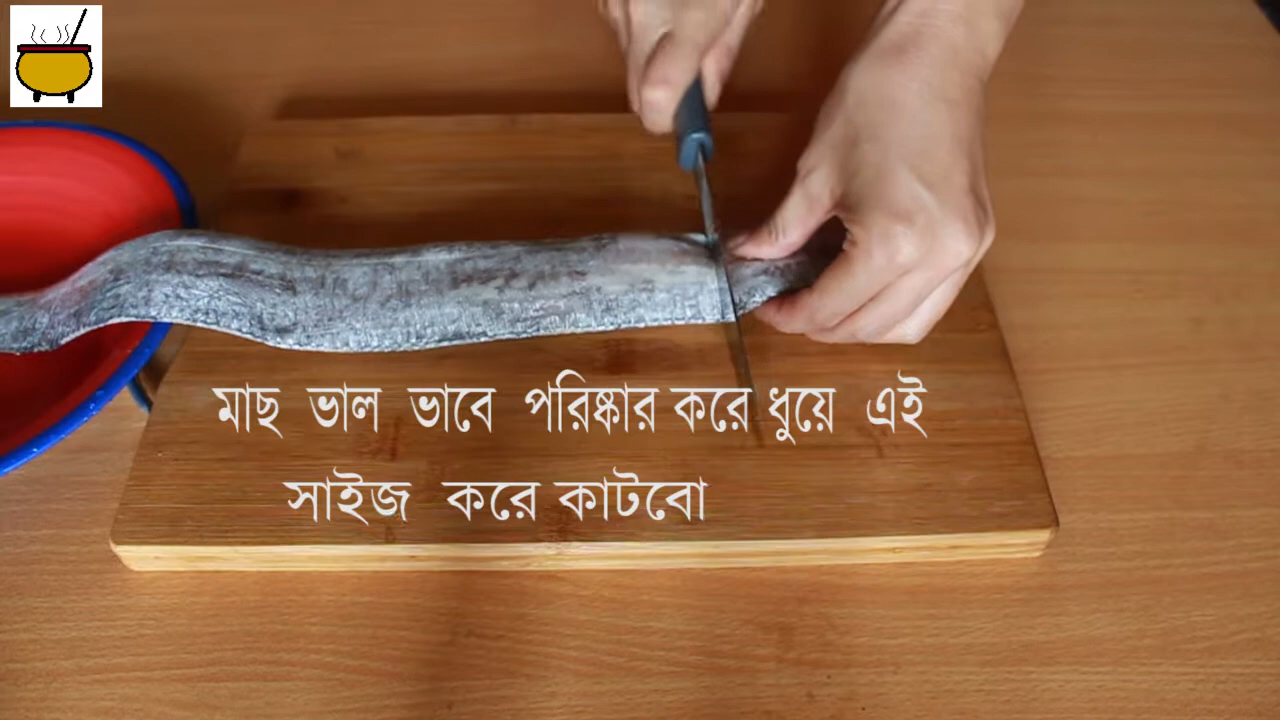 মাছ ভাল ভাবে পরিষ্কার করে ধুয়ে এই
সাইজ করে কাটবো